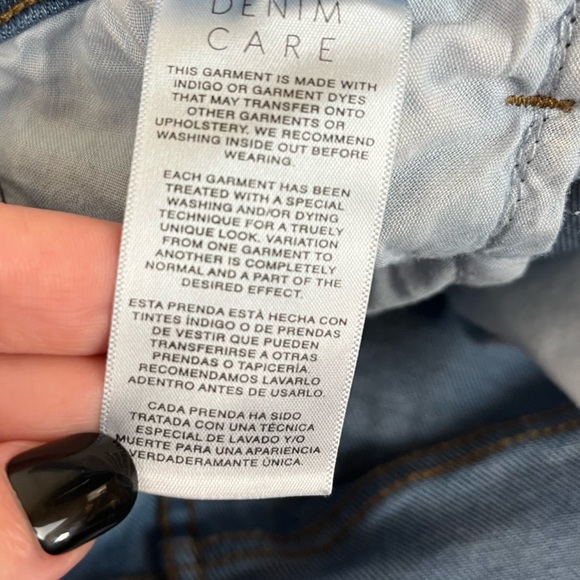 DENIM
CARE
THIS GARMENT IS MADE WITH
INDIGO OR GARMENT DYES
THAT MAY TRANSFER ONTO
OTHER GARMENTS OR
UPHOLSTERY. WE RECOMMEND
WASHING INSIDE OUT BEFORE
WEARING.
EACH GARMENT HAS BEEN
TREATED WITH A SPECIAL
WASHING AND/OR DYING
TECHNIQUE FOR A TRUELY
UNIQUE LOOK. VARIATION
FROM ONE GARMENT TO
ANOTHER IS COMPLETELY
NORMAL AND A PART OF THE
DESIRED EFFECT.
ESTA PRENDA ESTÀ HECHA CON
TINTES ÍNDIGO O DE PRENDAS
DE VESTIR QUE PUEDEN
TRANSFERIRSE A OTRAS
PRENDAS O TAPICERÍA.
RECOMENDAMOS LAVARLO
ADENTRO ANTES DE USARLO.
CADA PRENDA HA SIDO
TRATADA CON UNA TÉCNICA
ESPECIAL DE LAVADO Y/O
MUERTE PARA UNA APARIENCIA
VERDADERAMANTE ÚNICA.